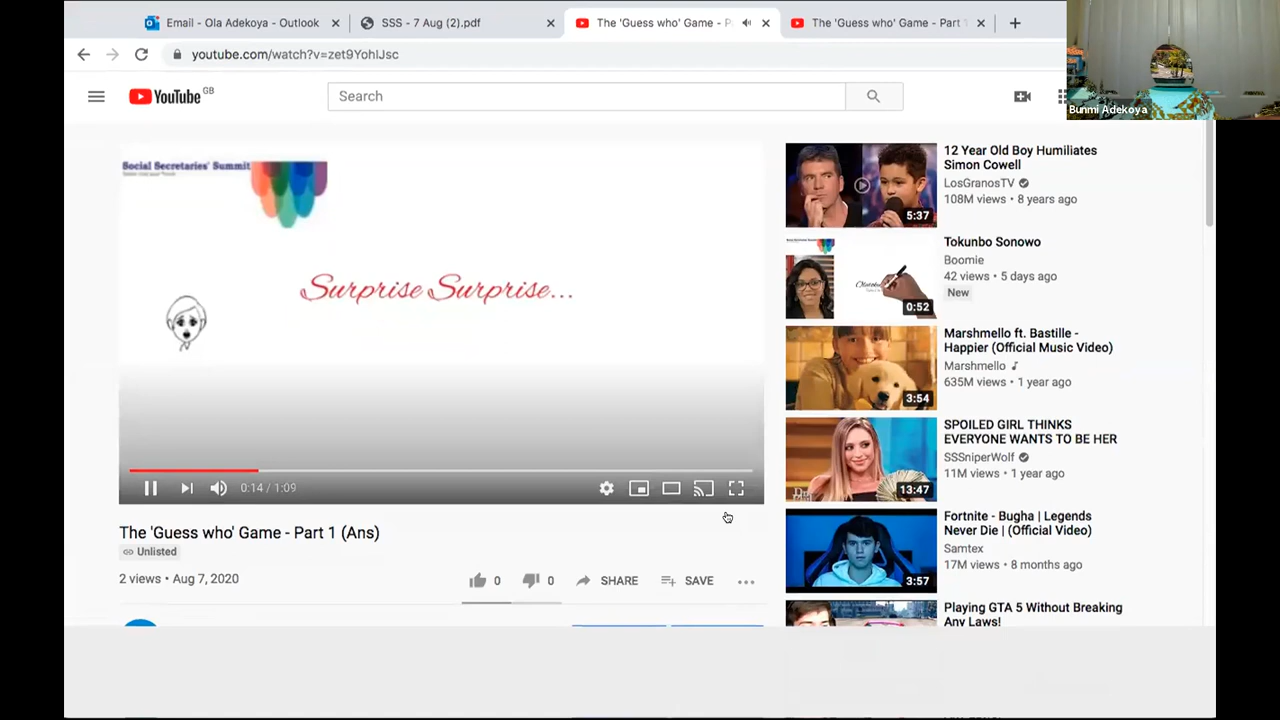 Email - Ola Adekoya - Outlook
SSS - 7 Aug (2).pdf
The 'Guess who' Game - P
The 'Guess who' Game - Part
youtube.com/watch?v=zet9YohlJsc
YouTube GB
Search
Bunmi Adekoya
Social Secretaries' Summit
Surprise Surprise...
0:14 / 1:09
The 'Guess who' Game - Part 1 (Ans)
Unlisted
2 views • Aug 7, 2020
0
0
SHARE
SAVE
5:37
12 Year Old Boy Humiliates
Simon Cowell
LosGranosTV
108M views • 8 years ago
0:52
Tokunbo Sonowo
Boomie
42 views • 5 days ago
New
3:54
Marshmello ft. Bastille -
Happier (Official Music Video)
Marshmello
635M views • 1 year ago
13:47
SPOILED GIRL THINKS
EVERYONE WANTS TO BE HER
SSSniperWolf
11M views • 1 year ago
3:57
Fortnite - Bugha | Legends
Never Die | (Official Video)
Samtex
17M views • 8 months ago
Playing GTA 5 Without Breaking
Any Laws!